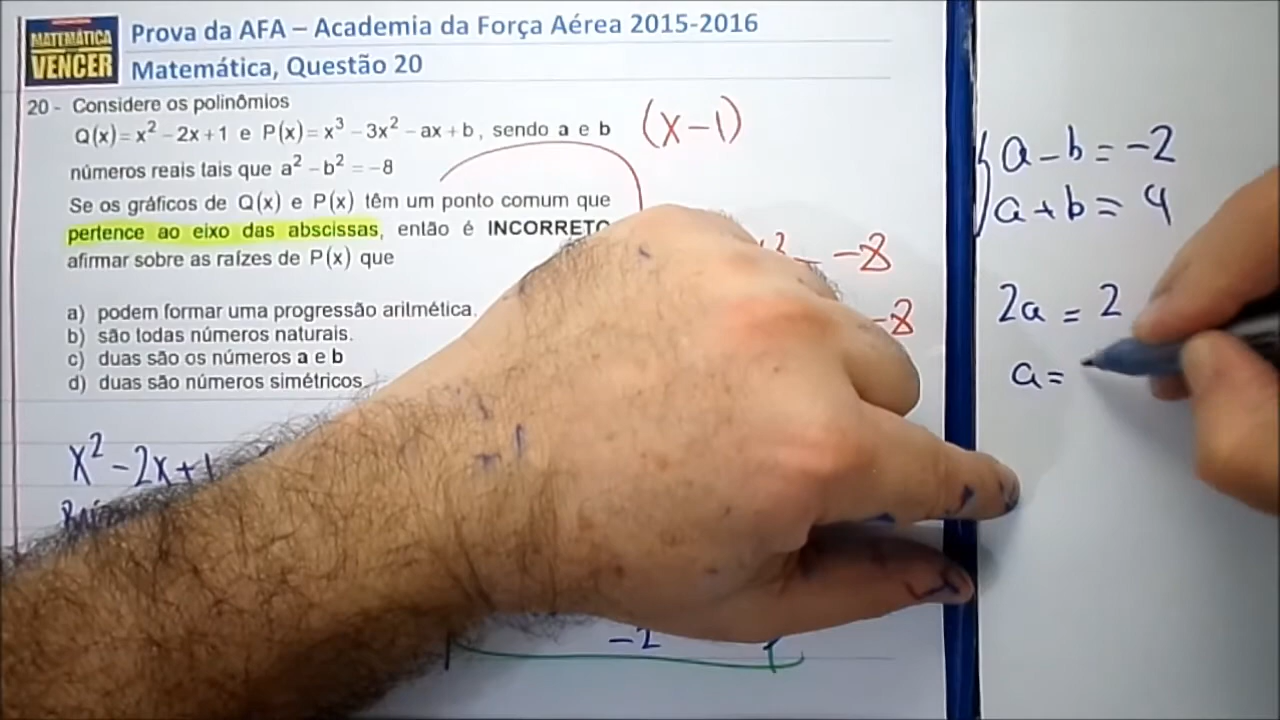 MATEMÁTICA
VENCER
Prova da AFA – Academia da Força Aérea 2015-2016
Matemática, Questão 20
20 - Considere os polinômios
Q(x) = x² – 2x + 1 e P(x) = x³ – 3x² – ax + b, sendo a e b
números reais tais que a² – b² = –8
Se os gráficos de Q(x) e P(x) têm um ponto comum que
pertence ao eixo das abscissas, então é INCORRETO
afirmar sobre as raízes de P(x) que
a) podem formar uma progressão aritmética.
b) são todas números naturais.
c) duas são os números a e b
d) duas são números simétricos
(x-1)
-8
-8
x² - 2x + 1
-2
a - b = -2
a + b = 4
2a = 2
a =